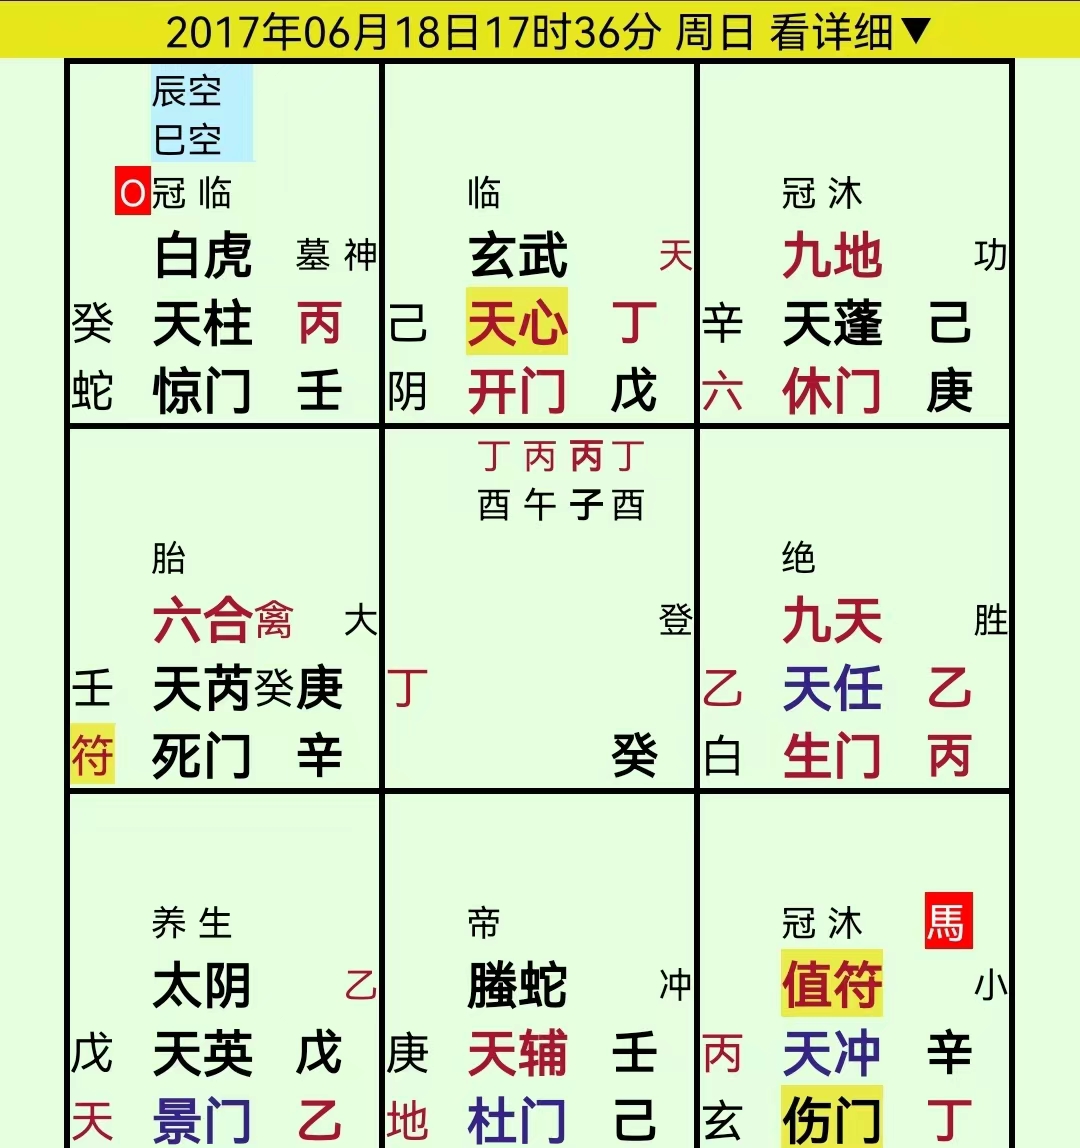 2017年06月18日17时36分 周日 看详细▼
辰空
巳空
O冠 临
白虎 墓 神
癸 天柱 丙
蛇 惊门 壬
临
玄武 天
己 天心 丁
阴 开门 戊
冠 沐
九地 功
辛 天蓬 己
六 休门 庚
胎
六合禽 大
壬 天芮癸庚
符 死门 辛
丁 丙 丙 丁
酉 午 子 酉
登
丁
癸
绝
九天 胜
乙 天任 乙
白 生门 丙
养 生
太阴 乙
戊 天英 戊
天 景门 乙
帝
螣蛇 冲
庚 天辅 壬
地 杜门 己
冠 沐 馬
值符 小
丙 天冲 辛
玄 伤门 丁